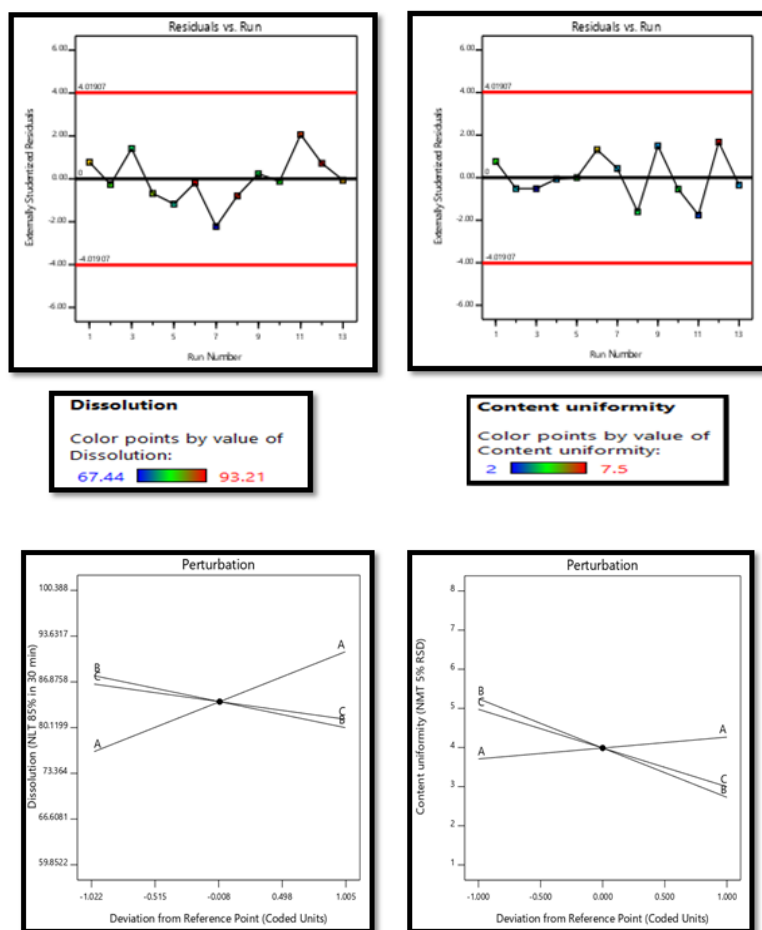 Residuals vs. Run
6.00
4.01907
4.00
2.00
0
0.00
-2.00
-4.01907
-4.00
-6.00
Externally Studentized Residuals
1 3 5 7 9 11 13
Run Number
Residuals vs. Run
6.00
4.01907
4.00
2.00
0
0.00
-2.00
-4.01907
-4.00
-6.00
Externally Studentized Residuals
1 3 5 7 9 11 13
Run Number
Dissolution
Color points by value of
Dissolution:
67.44 93.21
Content uniformity
Color points by value of
Content uniformity:
2 7.5
Perturbation
100.388
93.6317
86.8758
80.1199
73.364
66.6081
59.8522
Dissolution (NLT 85% in 30 min)
B
C
A
A
C
B
-1.022 -0.515 -0.008 0.498 1.005
Deviation from Reference Point (Coded Units)
Perturbation
8
7
6
5
4
3
2
1
Content uniformity (NMT 5% RSD)
B
C
A
A
C
B
-1.000 -0.500 0.000 0.500 1.000
Deviation from Reference Point (Coded Units)